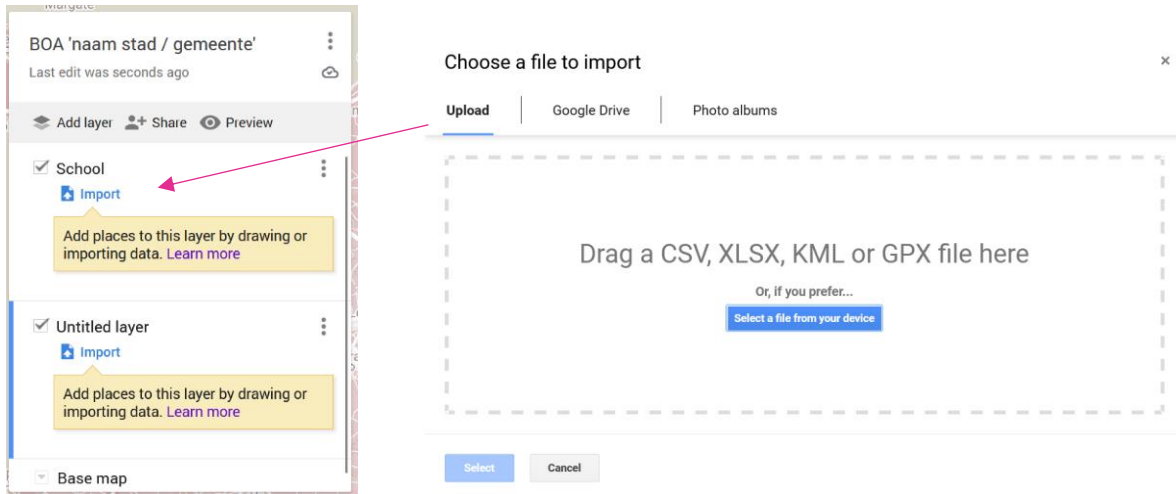 Margate
BOA 'naam stad / gemeente'
Last edit was seconds ago
Add layer Share Preview
School
Import
Add places to this layer by drawing or
importing data. Learn more
Untitled layer
Import
Add places to this layer by drawing or
importing data. Learn more
Base map
Choose a file to import
×
Upload Google Drive Photo albums
Drag a CSV, XLSX, KML or GPX file here
Or, if you prefer...
Select a file from your device
Select Cancel